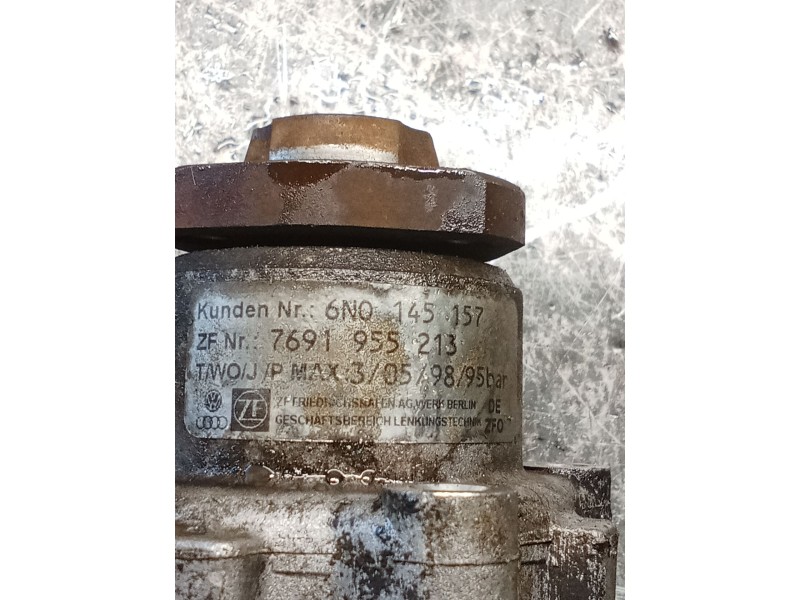 Kunden Nr.: 6N0 145 157
ZF Nr.: 7691 955 213
T/WO/J/P MAX 3/05/98/95bar
ZF FRIEDRICHSHAFEN AG, WERK BERLIN DE
ZF GESCHÄFTSBEREICH LENKUNGSTECHNIK ZFO